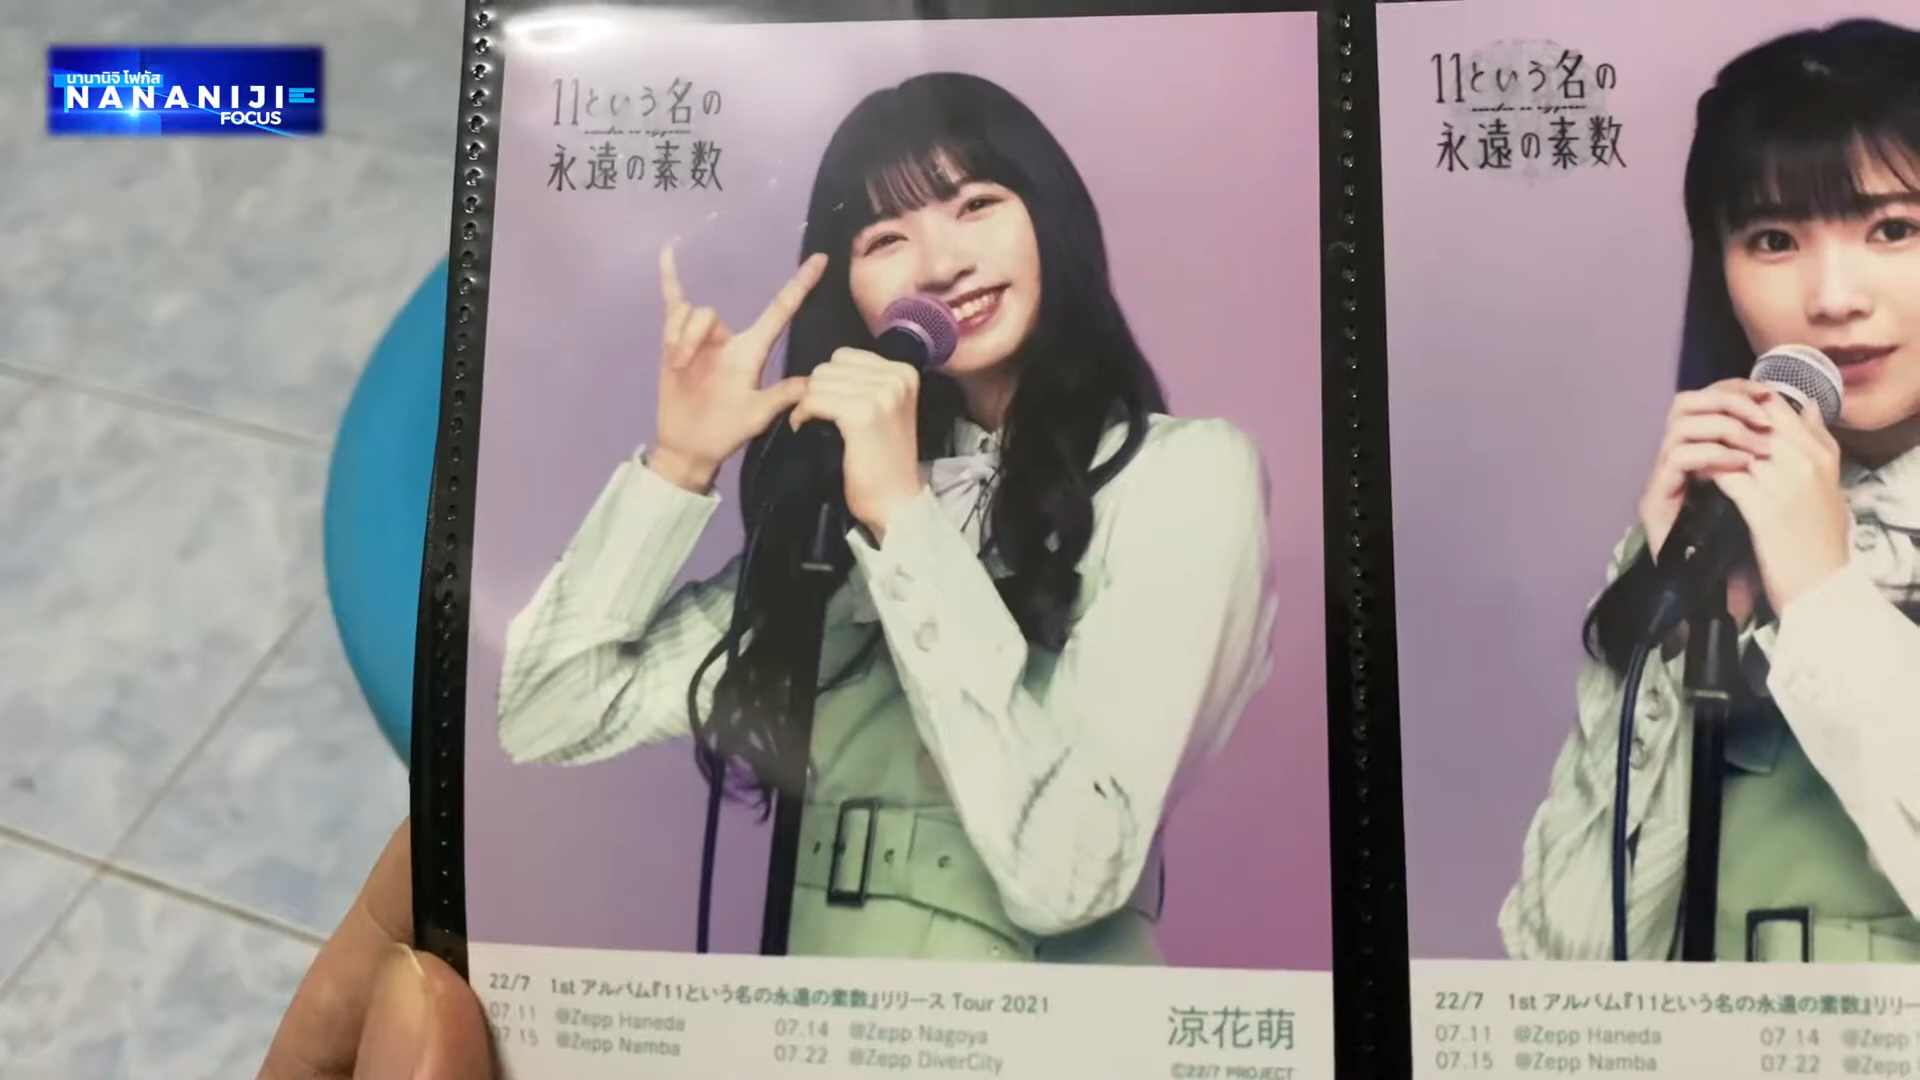 นานานิจิ โฟกัส
NANANIJI
FOCUS
11という名の
永遠の素数
22/7 1st アルバム『11という名の永遠の素数』リリース Tour 2021
07.11 @Zepp Haneda
07.14 @Zepp Nagoya
07.15 @Zepp Namba
07.22 @Zepp DiverCity
涼花萌
©22/7 PROJECT
11という名の
永遠の素数
22/7 1st アルバム『11という名の永遠の素数』リリー
07.11 @Zepp Haneda
07.14 @Zepp
07.15 @Zepp Namba
07.22 @Zepp